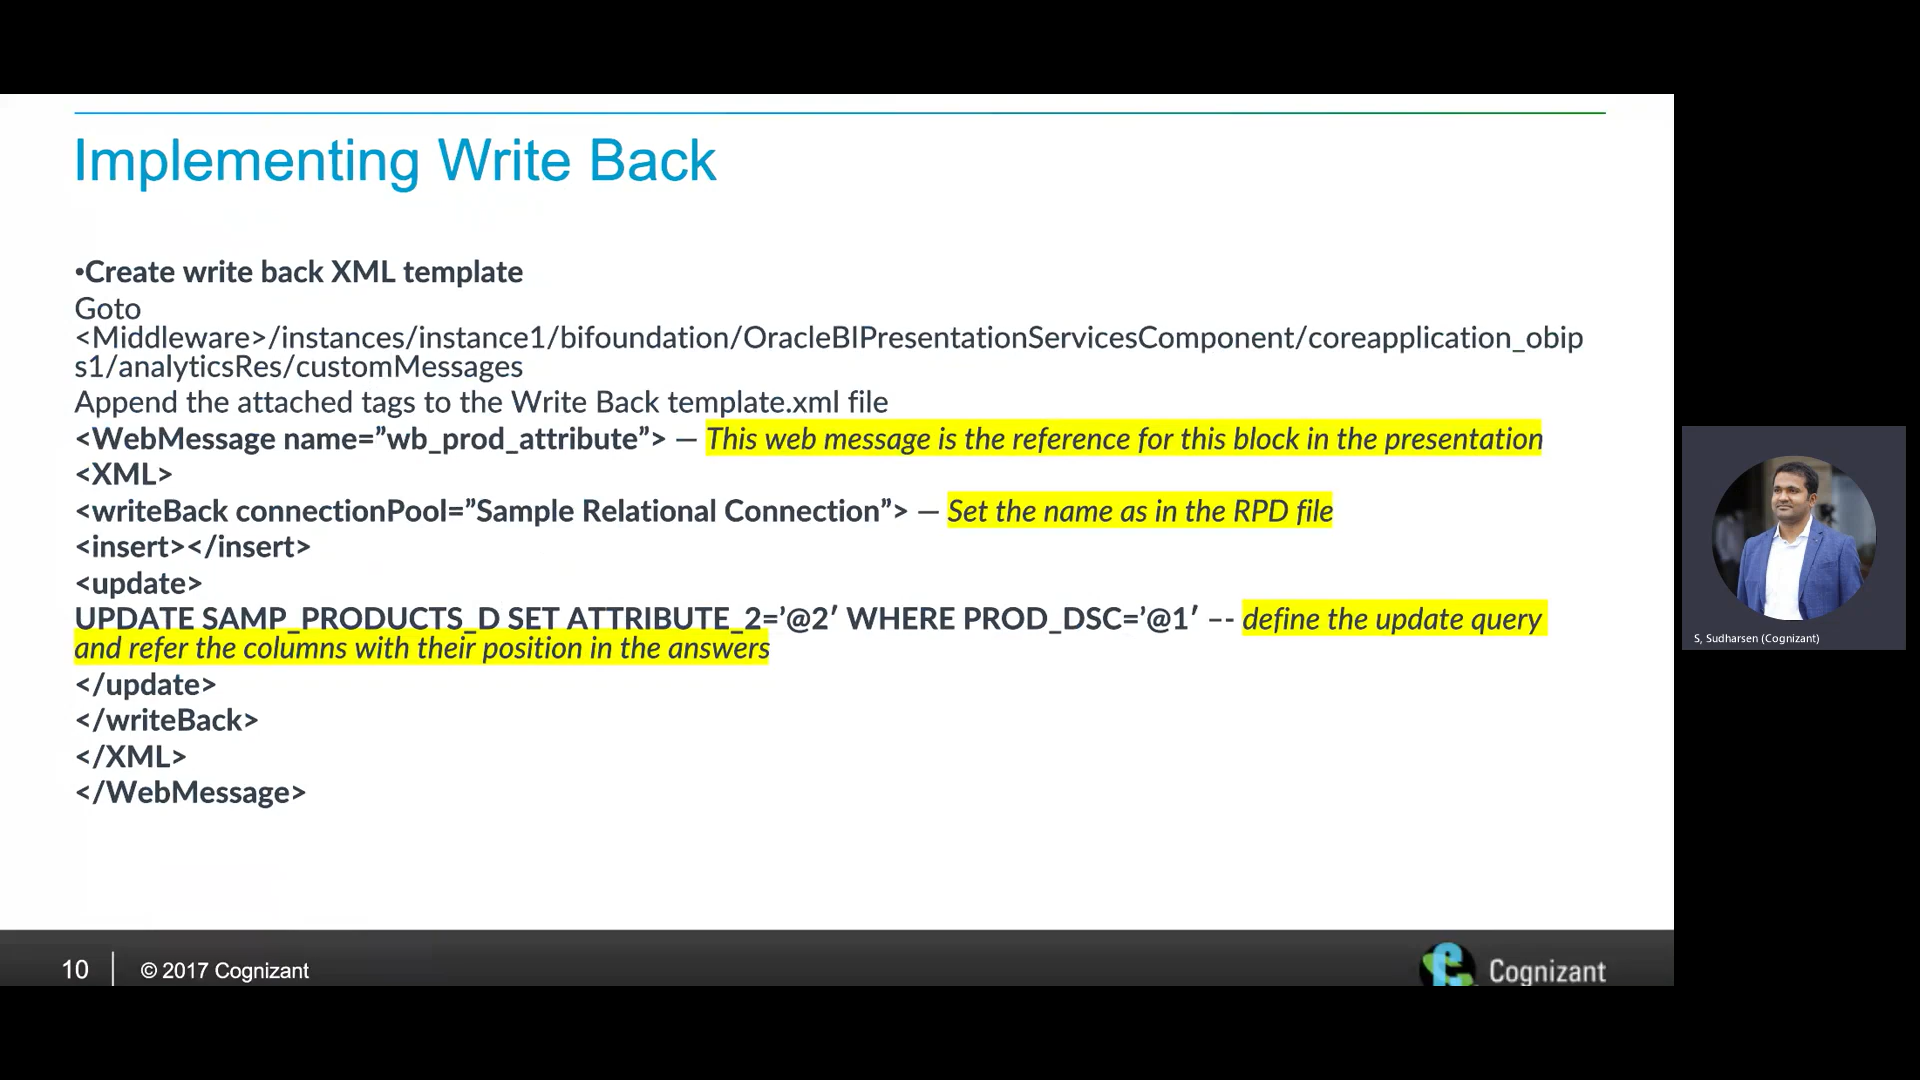 Implementing Write Back
•Create write back XML template
Goto
<Middleware>/instances/instance1/bifoundation/OracleBIPresentationServicesComponent/coreapplication_obip
s1/analyticsRes/customMessages
Append the attached tags to the Write Back template.xml file
<WebMessage name=”wb_prod_attribute”> — This web message is the reference for this block in the presentation
<XML>
<writeBack connectionPool=”Sample Relational Connection”> — Set the name as in the RPD file
<insert></insert>
<update>
UPDATE SAMP_PRODUCTS_D SET ATTRIBUTE_2=’@2′ WHERE PROD_DSC=’@1′ –- define the update query
and refer the columns with their position in the answers
</update>
</writeBack>
</XML>
</WebMessage>
S, Sudharsen (Cognizant)
10
© 2017 Cognizant
Cognizant